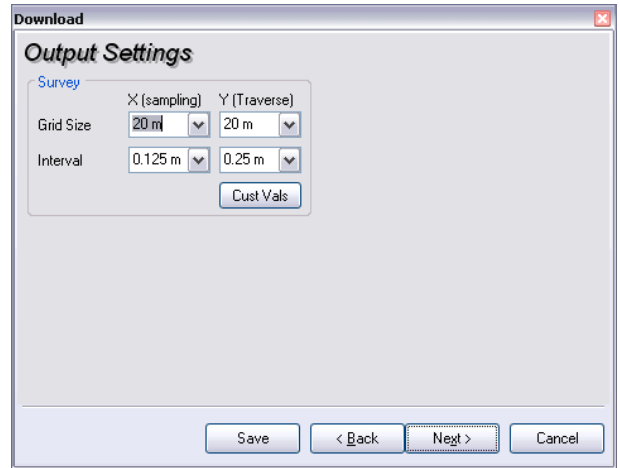 Download
Output Settings
Survey
X (sampling) Y (Traverse)
Grid Size 20 m 20 m
Interval 0.125 m 0.25 m
Cust Vals
Save < Back Next > Cancel